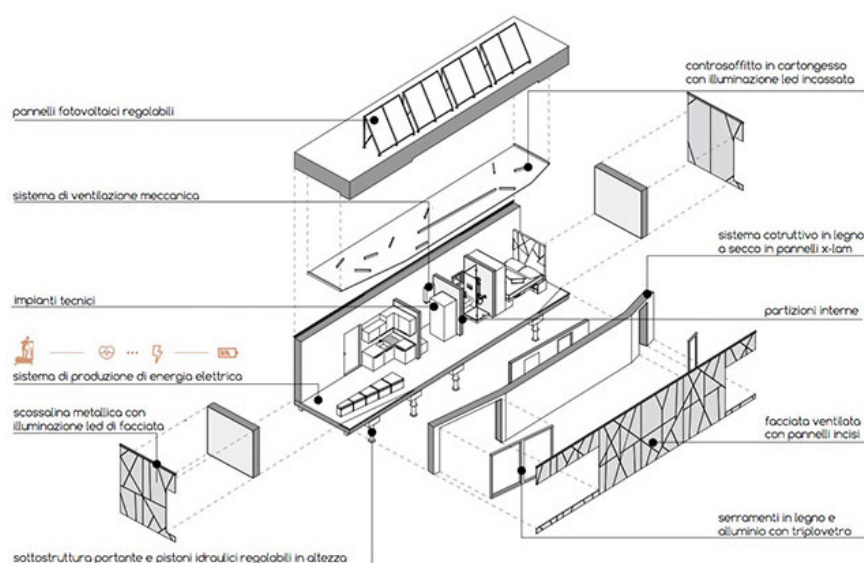 controsoffitto in cartongesso
con illuminazione led incassata
pannelli fotovoltaici regolabili
sistema di ventilazione meccanica
sistema cotruttivo in legno
a secco in pannelli x-lam
impianti tecnici
partizioni interne
sistema di produzione di energia elettrica
scossalina metallica con
illuminazione led di facciata
facciata ventilata
con pannelli incisi
serramenti in legno e
alluminio con triplovetro
sottostruttura portante e pistoni idraulici regolabili in altezza